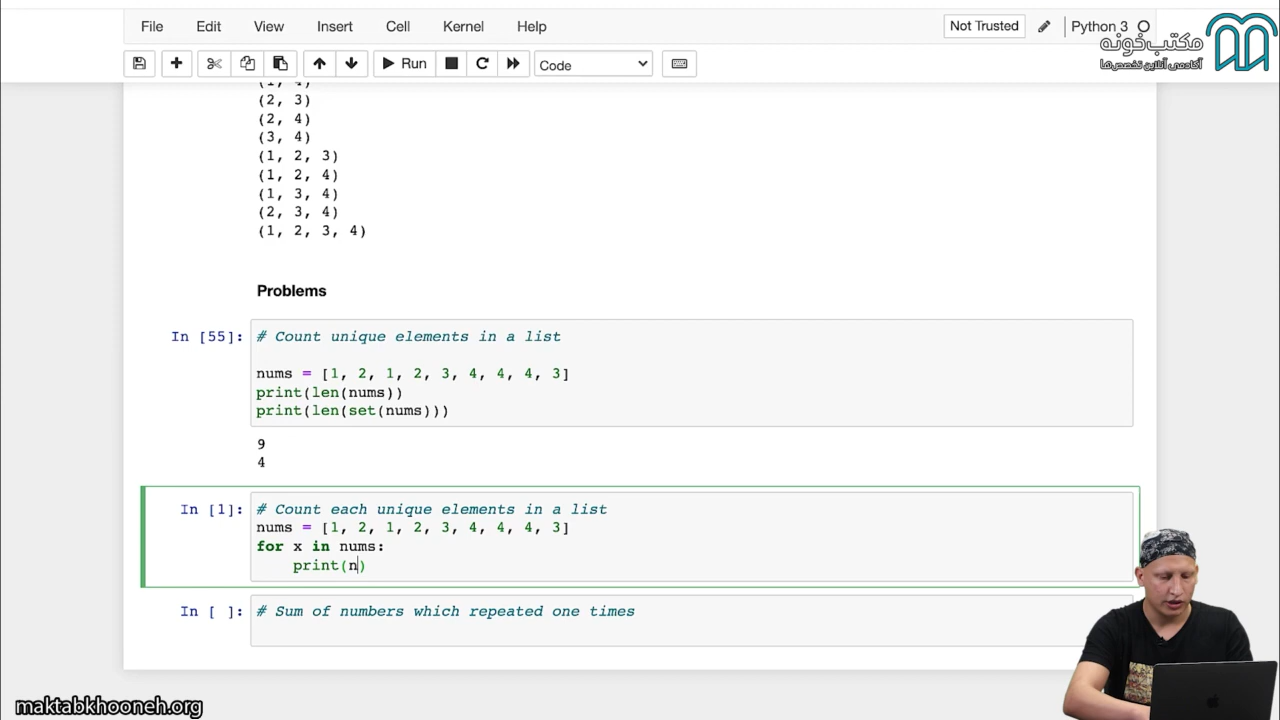 File Edit View Insert Cell Kernel Help Not Trusted Python 3
مکتب‌خونه
آکادمی آنلاین تخصص‌ها
Run Code
(1, 4)
(2, 3)
(2, 4)
(3, 4)
(1, 2, 3)
(1, 2, 4)
(1, 3, 4)
(2, 3, 4)
(1, 2, 3, 4)
Problems
In [55]: # Count unique elements in a list
nums = [1, 2, 1, 2, 3, 4, 4, 4, 3]
print(len(nums))
print(len(set(nums)))
9
4
In [1]: # Count each unique elements in a list
nums = [1, 2, 1, 2, 3, 4, 4, 4, 3]
for x in nums:
print(n)
In [ ]: # Sum of numbers which repeated one times
maktabkhooneh.org